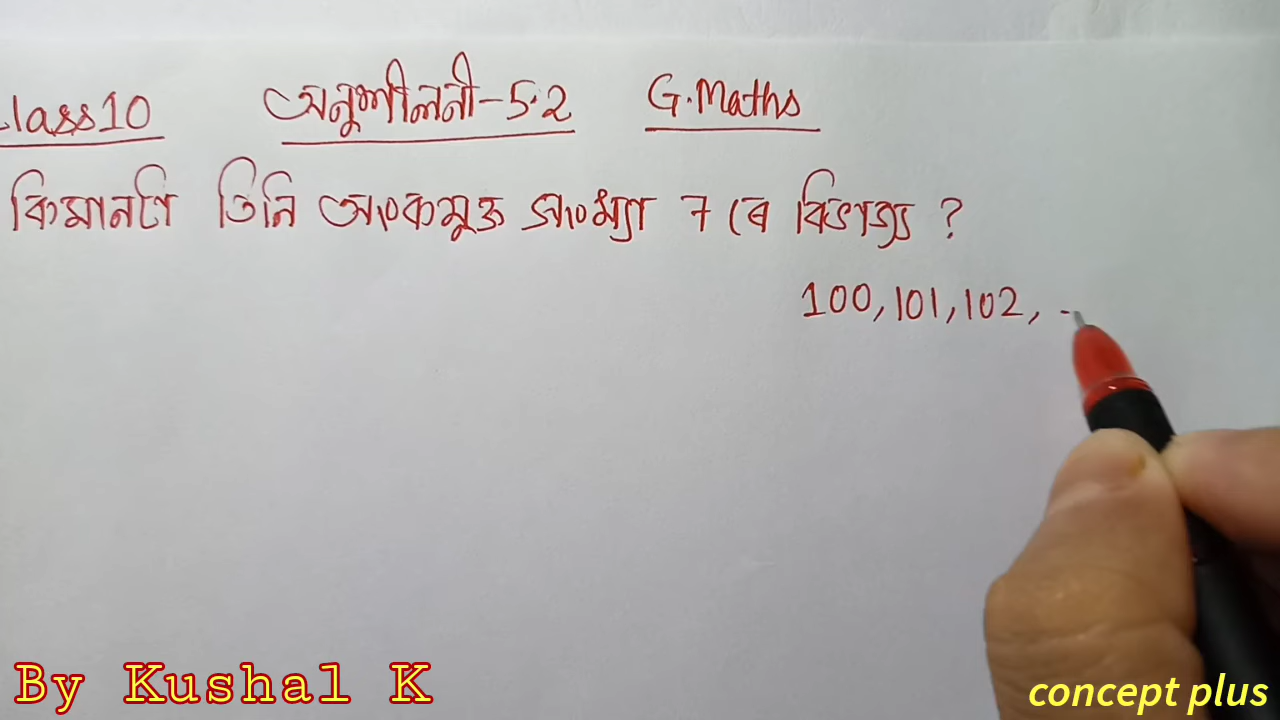 class10 অনুশীলনী-5.2 G.Maths
কিমানটা তিনি অংকযুক্ত সংখ্যা 7 ৰে বিভাজ্য ?
100, 101, 102, -
By Kushal K
concept plus